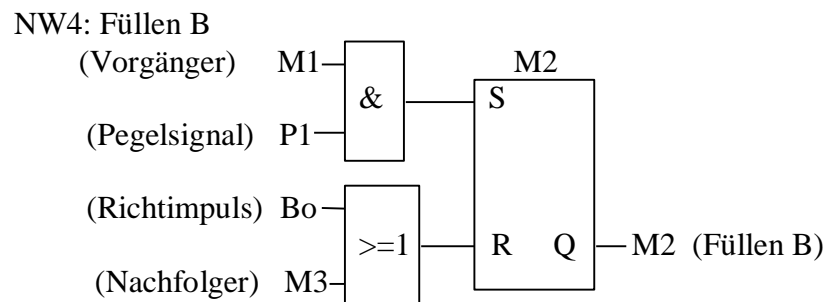 NW4: Füllen B
(Vorgänger) M1
M2
& S
(Pegelsignal) P1
(Richtimpuls) Bo
>=1 R Q M2 (Füllen B)
(Nachfolger) M3